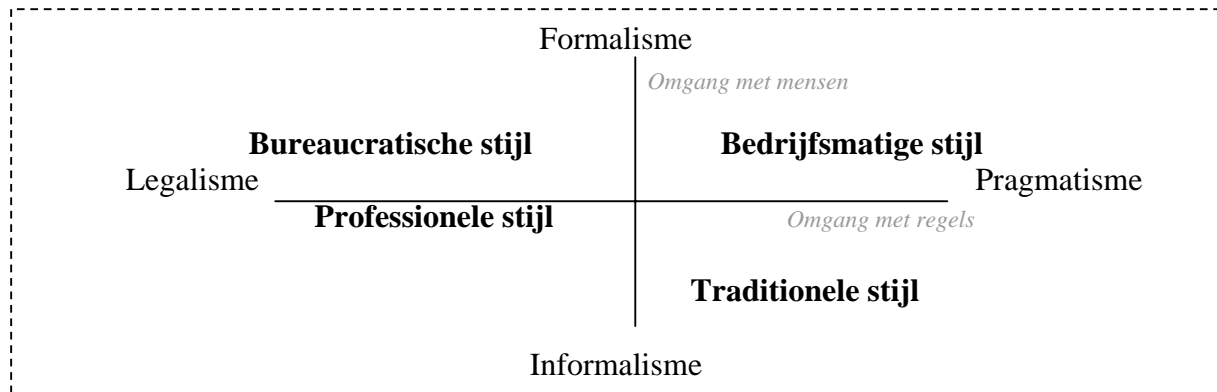 Formalisme
Omgang met mensen
Bureaucratische stijl
Bedrijfsmatige stijl
Legalisme
Pragmatisme
Professionele stijl
Omgang met regels
Traditionele stijl
Informalisme